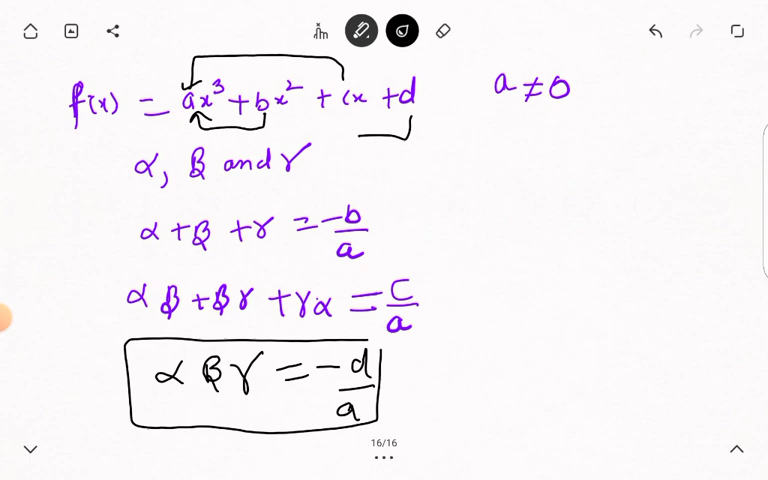 f(x) = ax³ + bx² + cx + d   a ≠ 0
α, β and γ
α + β + γ = -b/a
αβ + βγ + γα = c/a
αβγ = -d/a
16/16